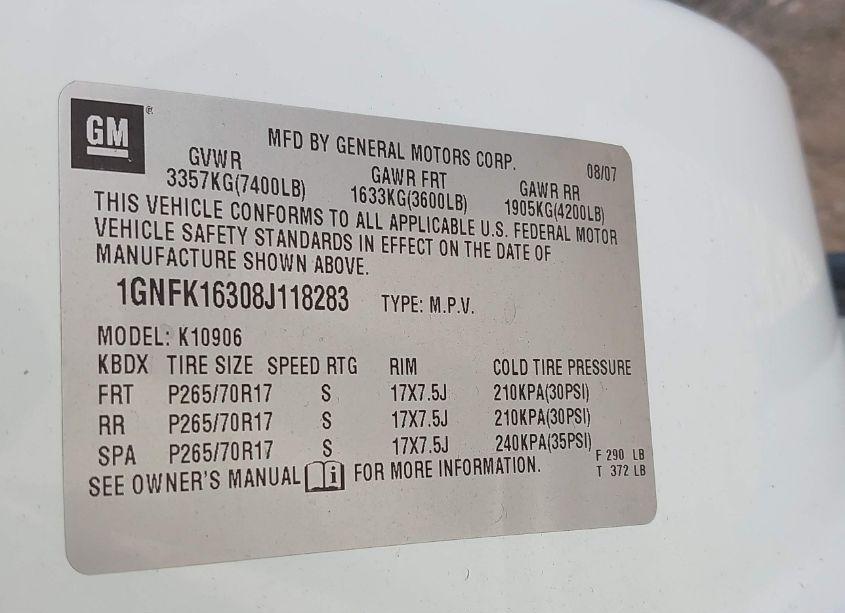 GM ®
MFD BY GENERAL MOTORS CORP. 08/07
GVWR GAWR FRT GAWR RR
3357KG(7400LB) 1633KG(3600LB) 1905KG(4200LB)
THIS VEHICLE CONFORMS TO ALL APPLICABLE U.S. FEDERAL MOTOR
VEHICLE SAFETY STANDARDS IN EFFECT ON THE DATE OF
MANUFACTURE SHOWN ABOVE.
1GNFK16308J118283 TYPE: M.P.V.
MODEL: K10906
KBDX TIRE SIZE SPEED RTG RIM COLD TIRE PRESSURE
FRT P265/70R17 S 17X7.5J 210KPA(30PSI)
RR P265/70R17 S 17X7.5J 210KPA(30PSI)
SPA P265/70R17 S 17X7.5J 240KPA(35PSI)
F 290 LB
SEE OWNER'S MANUAL i FOR MORE INFORMATION. T 372 LB